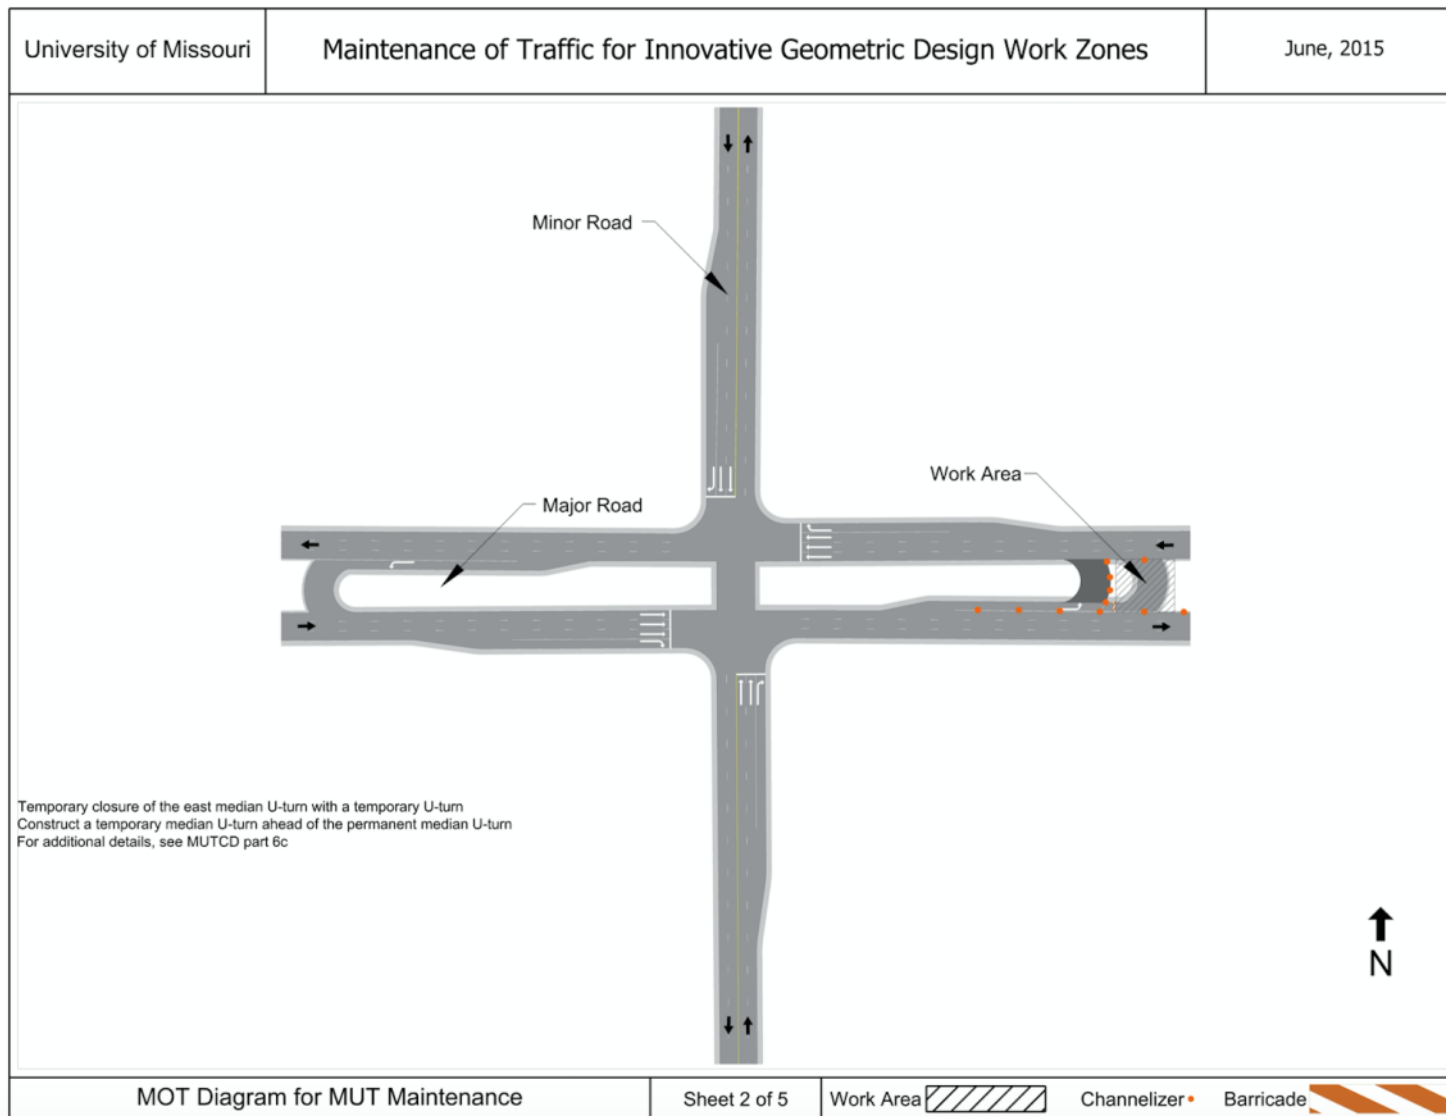 University of Missouri
Maintenance of Traffic for Innovative Geometric Design Work Zones
June, 2015
Minor Road
Work Area
Major Road
Temporary closure of the east median U-turn with a temporary U-turn
Construct a temporary median U-turn ahead of the permanent median U-turn
For additional details, see MUTCD part 6c
N
MOT Diagram for MUT Maintenance
Sheet 2 of 5
Work Area
Channelizer
Barricade